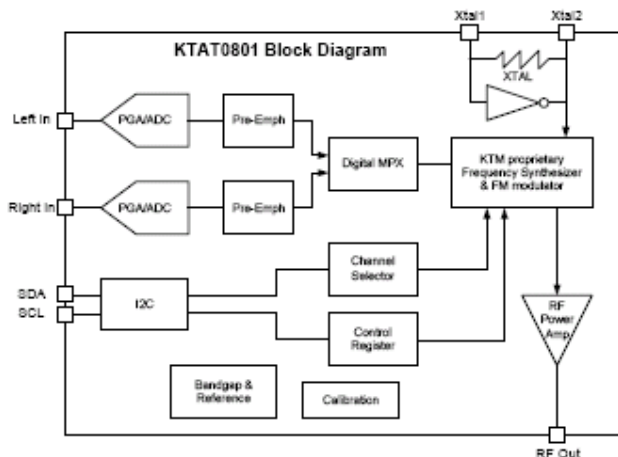 Xtal1
Xtal2
KTAT0801 Block Diagram
XTAL
Left In
PGA/ADC
Pre-Emph
Digital MPX
KTM proprietary
Frequency Synthesizer
& FM modulator
Right In
PGA/ADC
Pre-Emph
Channel
Selector
SDA
SCL
I2C
Control
Register
RF
Power
Amp
Bandgap &
Reference
Calibration
RF Out